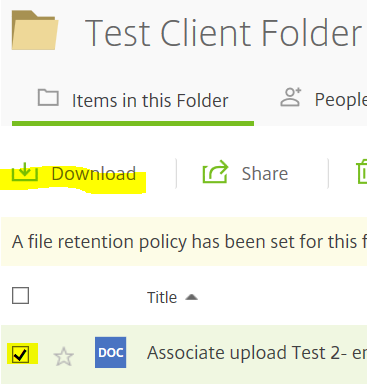 Test Client Folder
Items in this Folder People
Download Share
A file retention policy has been set for this f
Title
DOC Associate upload Test 2- er